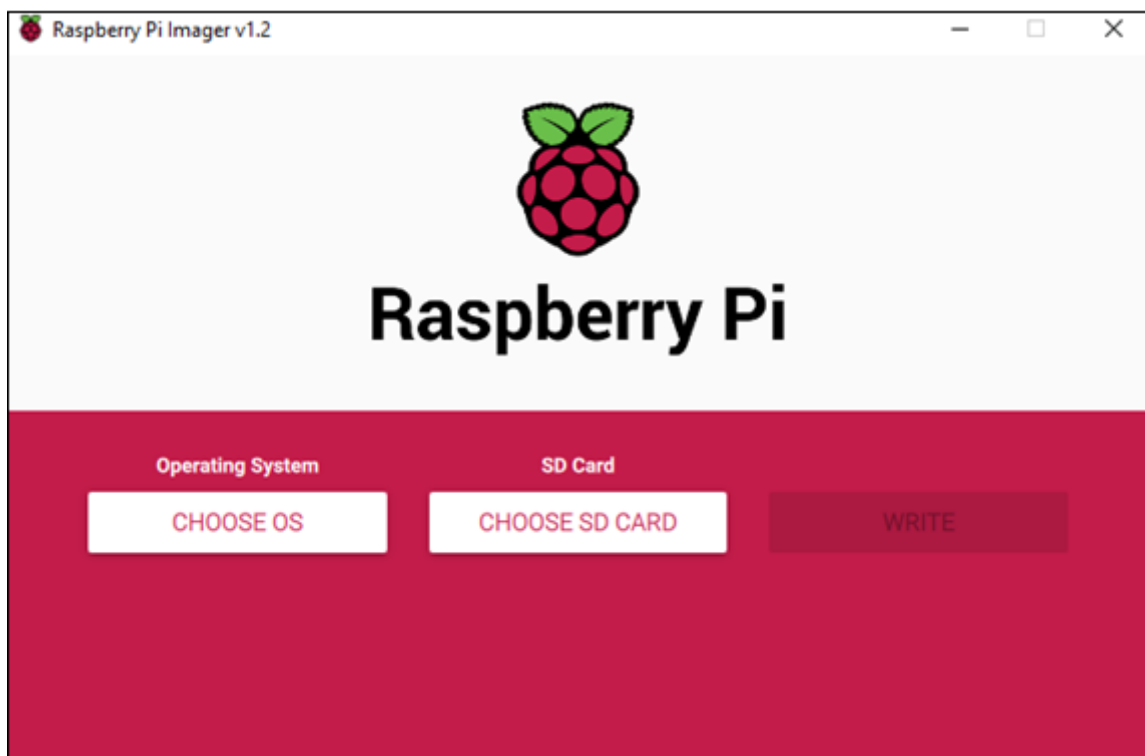 Raspberry Pi Imager v1.2
Raspberry Pi
Operating System
SD Card
CHOOSE OS
CHOOSE SD CARD
WRITE